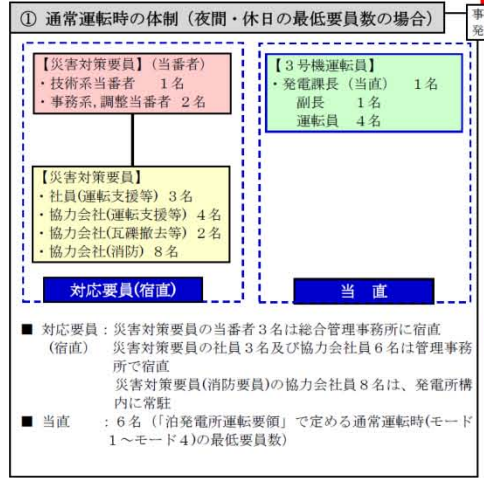 ① 通常運転時の体制（夜間・休日の最低要員数の場合）
事
発
【災害対策要員】（当番者）
・技術系当番者　1名
・事務系,調整当番者 2名
【災害対策要員】
・社員(運転支援等) 3名
・協力会社(運転支援等) 4名
・協力会社(瓦礫撤去等) 2名
・協力会社(消防) 8名
対応要員(宿直)
【3号機運転員】
・発電課長（当直）　1名
副長　1名
運転員　4名
当　直
■ 対応要員：災害対策要員の当番者3名は総合管理事務所に宿直
(宿直)　災害対策要員の社員3名及び協力会社員6名は管理事務
所で宿直
災害対策要員(消防要員)の協力会社員8名は、発電所構
内に常駐
■ 当直　：6名（「泊発電所運転要領」で定める通常運転時(モード
1～モード4)の最低要員数）